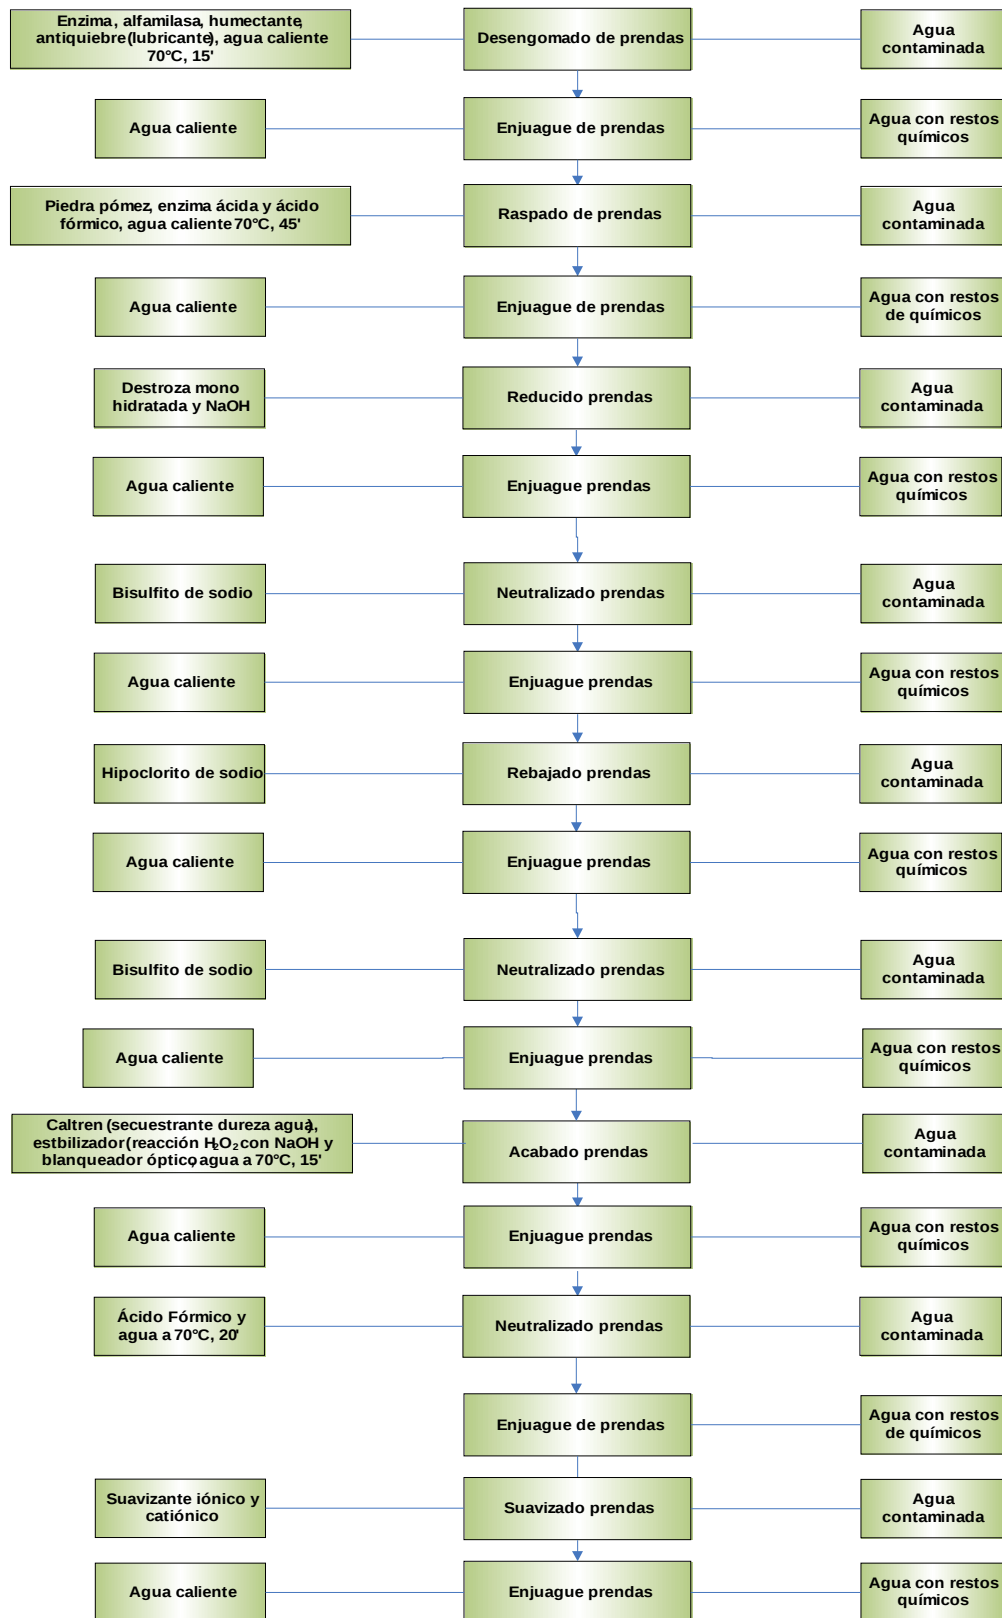 Enzima, alfamilasa, humectante,
antiquiebre(lubricante), agua caliente
70°C, 15'
Desengomado de prendas
Agua
contaminada
Agua caliente
Enjuague de prendas
Agua con restos
químicos
Piedra pómez, enzima ácida y ácido
fórmico, agua caliente 70°C, 45'
Raspado de prendas
Agua
contaminada
Agua caliente
Enjuague de prendas
Agua con restos
de químicos
Destroza mono
hidratada y NaOH
Reducido prendas
Agua
contaminada
Agua caliente
Enjuague prendas
Agua con restos
químicos
Bisulfito de sodio
Neutralizado prendas
Agua
contaminada
Agua caliente
Enjuague prendas
Agua con restos
químicos
Hipoclorito de sodio
Rebajado prendas
Agua
contaminada
Agua caliente
Enjuague prendas
Agua con restos
químicos
Bisulfito de sodio
Neutralizado prendas
Agua
contaminada
Agua caliente
Enjuague prendas
Agua con restos
químicos
Caltren (secuestrante dureza agua),
estbilizador (reacción H₂O₂ con NaOH y
blanqueador óptico, agua a 70°C, 15'
Acabado prendas
Agua
contaminada
Agua caliente
Enjuague prendas
Agua con restos
químicos
Ácido Fórmico y
agua a 70°C, 20'
Neutralizado prendas
Agua
contaminada
Enjuague de prendas
Agua con restos
de químicos
Suavizante iónico y
catiónico
Suavizado prendas
Agua
contaminada
Agua caliente
Enjuague prendas
Agua con restos
químicos